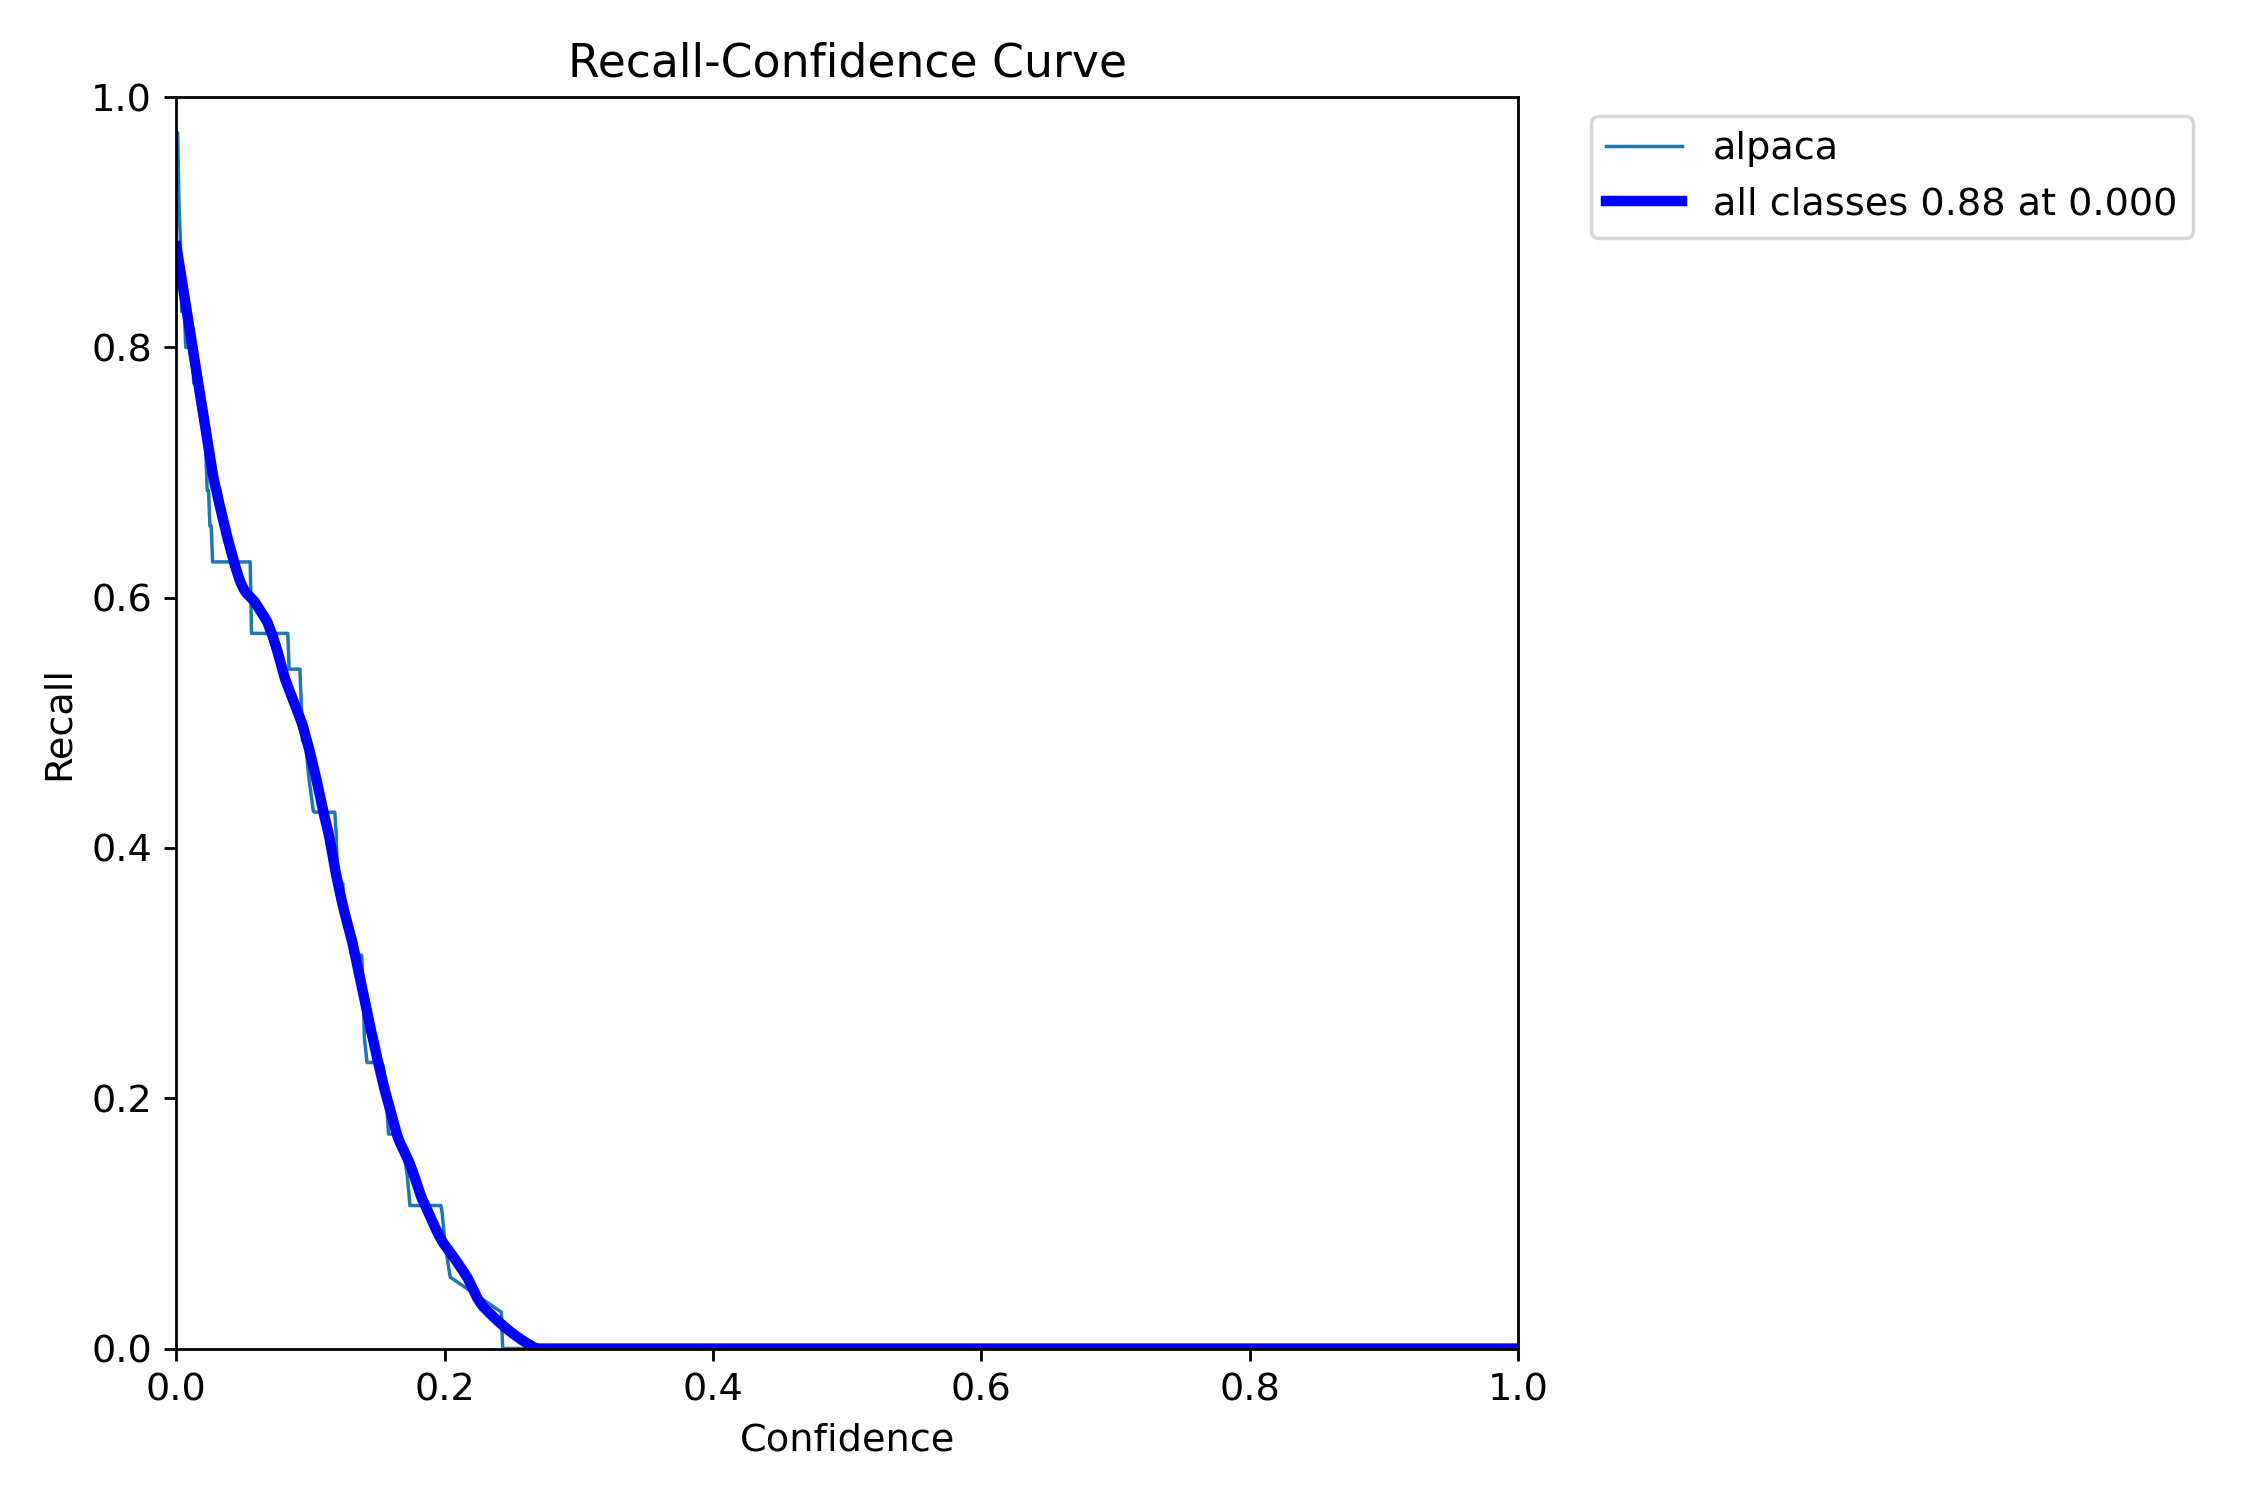 Recall-Confidence Curve
1.0
0.8
0.6
0.4
0.2
0.0
Recall
0.0 0.2 0.4 0.6 0.8 1.0
Confidence
alpaca
all classes 0.88 at 0.000